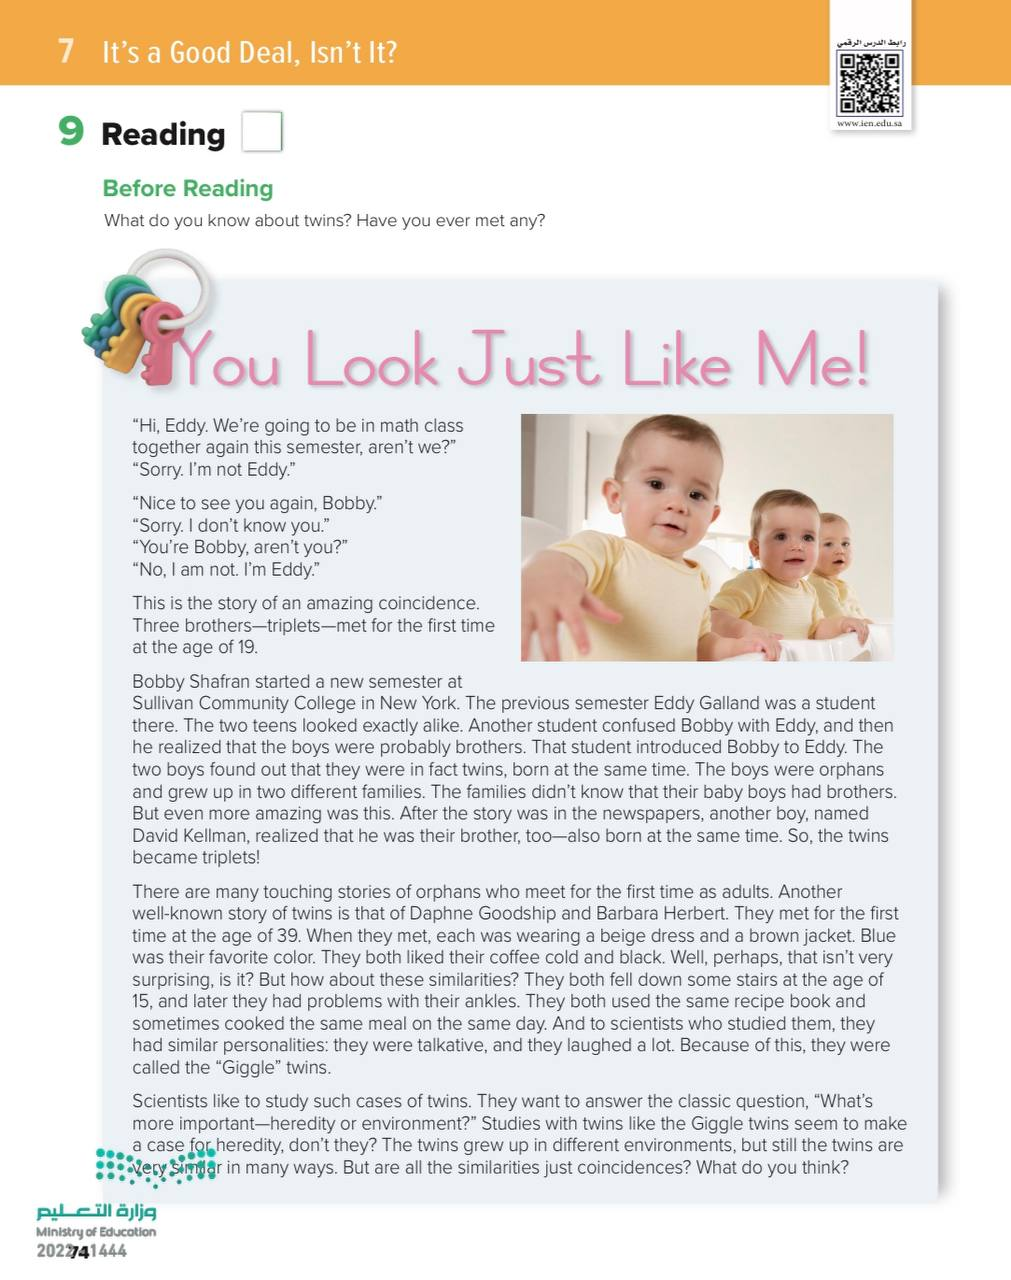 7 It's a Good Deal, Isn't It?
رابط الدرس الرقمي
www.ien.edu.sa
9 Reading
Before Reading
What do you know about twins? Have you ever met any?
You Look Just Like Me!
“Hi, Eddy. We’re going to be in math class
together again this semester, aren’t we?”
“Sorry. I’m not Eddy.”
“Nice to see you again, Bobby.”
“Sorry. I don’t know you.”
“You’re Bobby, aren’t you?”
“No, I am not. I’m Eddy.”
This is the story of an amazing coincidence.
Three brothers—triplets—met for the first time
at the age of 19.
Bobby Shafran started a new semester at
Sullivan Community College in New York. The previous semester Eddy Galland was a student
there. The two teens looked exactly alike. Another student confused Bobby with Eddy, and then
he realized that the boys were probably brothers. That student introduced Bobby to Eddy. The
two boys found out that they were in fact twins, born at the same time. The boys were orphans
and grew up in two different families. The families didn’t know that their baby boys had brothers.
But even more amazing was this. After the story was in the newspapers, another boy, named
David Kellman, realized that he was their brother, too—also born at the same time. So, the twins
became triplets!
There are many touching stories of orphans who meet for the first time as adults. Another
well-known story of twins is that of Daphne Goodship and Barbara Herbert. They met for the first
time at the age of 39. When they met, each was wearing a beige dress and a brown jacket. Blue
was their favorite color. They both liked their coffee cold and black. Well, perhaps, that isn’t very
surprising, is it? But how about these similarities? They both fell down some stairs at the age of
15, and later they had problems with their ankles. They both used the same recipe book and
sometimes cooked the same meal on the same day. And to scientists who studied them, they
had similar personalities: they were talkative, and they laughed a lot. Because of this, they were
called the “Giggle” twins.
Scientists like to study such cases of twins. They want to answer the classic question, “What’s
more important—heredity or environment?” Studies with twins like the Giggle twins seem to make
a case for heredity, don’t they? The twins grew up in different environments, but still the twins are
very similar in many ways. But are all the similarities just coincidences? What do you think?
وزارة التعليم
Ministry of Education
2022 - 1444
74